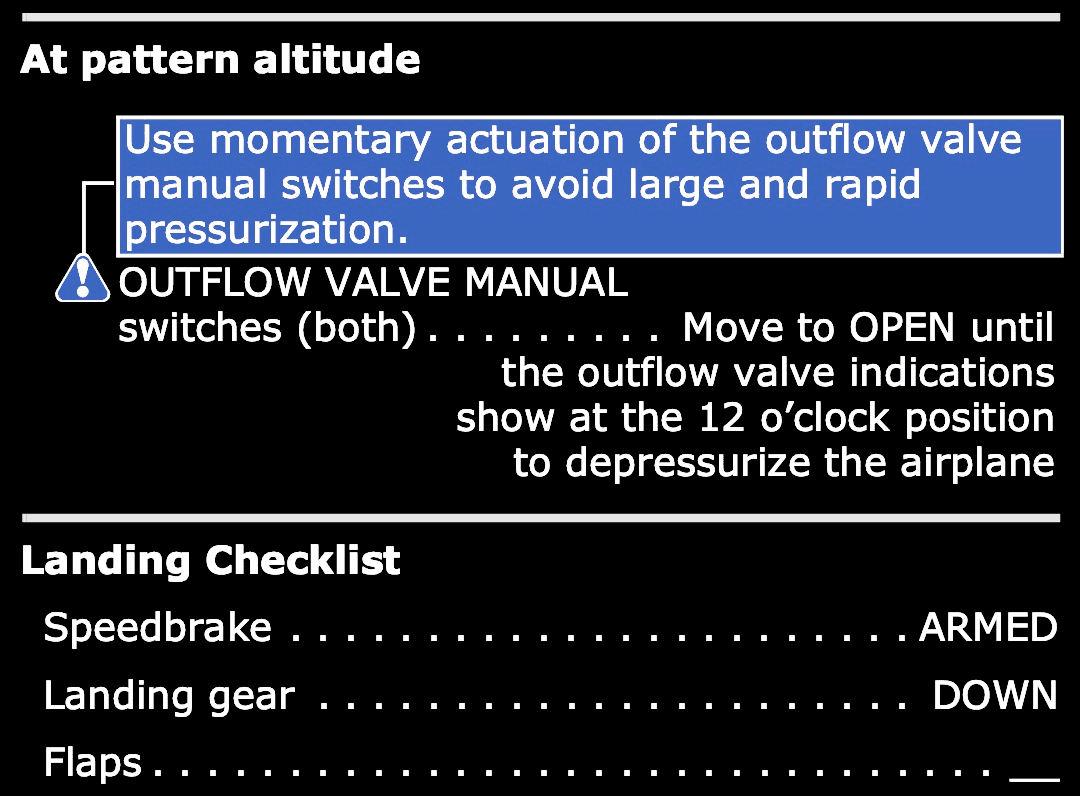 At pattern altitude
Use momentary actuation of the outflow valve
manual switches to avoid large and rapid
pressurization.
OUTFLOW VALVE MANUAL
switches (both) . . . . . . . . . Move to OPEN until
the outflow valve indications
show at the 12 o’clock position
to depressurize the airplane
Landing Checklist
Speedbrake . . . . . . . . . . . . . . . . . . . . . . . ARMED
Landing gear . . . . . . . . . . . . . . . . . . . . . . DOWN
Flaps . . . . . . . . . . . . . . . . . . . . . . . . . . . . . . . __